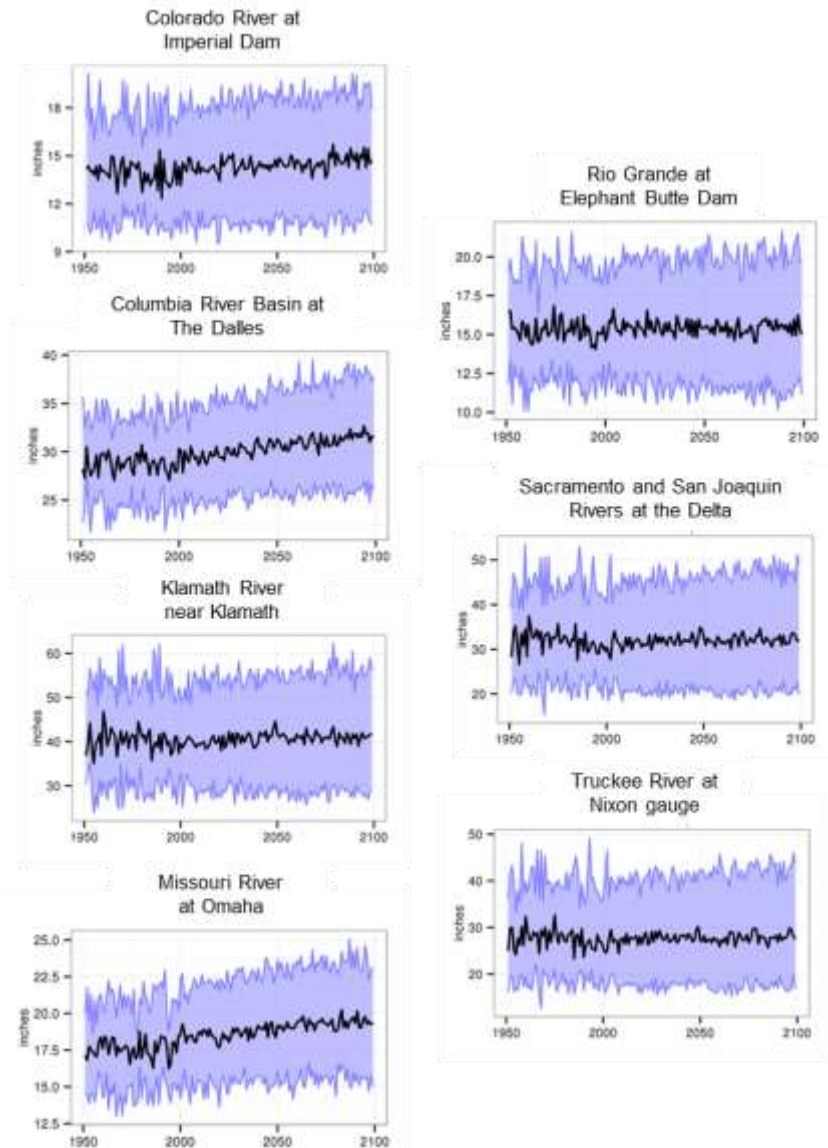 Colorado River at
Imperial Dam
18
15
12
9
inches
1950 2000 2050 2100
Columbia River Basin at
The Dalles
40
35
30
25
inches
1950 2000 2050 2100
Klamath River
near Klamath
60
50
40
30
inches
1950 2000 2050 2100
Missouri River
at Omaha
25.0
22.5
20.0
17.5
15.0
12.5
inches
1950 2000 2050 2100
Rio Grande at
Elephant Butte Dam
20.0
17.5
15.0
12.5
10.0
inches
1950 2000 2050 2100
Sacramento and San Joaquin
Rivers at the Delta
50
40
30
20
inches
1950 2000 2050 2100
Truckee River at
Nixon gauge
50
40
30
20
inches
1950 2000 2050 2100